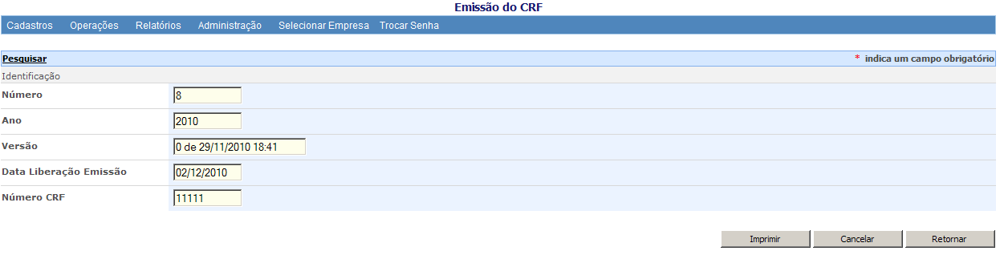 Emissão do CRF
Cadastros Operações Relatórios Administração Selecionar Empresa Trocar Senha
Pesquisar * indica um campo obrigatório
Identificação
Número 8
Ano 2010
Versão 0 de 29/11/2010 18:41
Data Liberação Emissão 02/12/2010
Número CRF 11111
Imprimir Cancelar Retornar